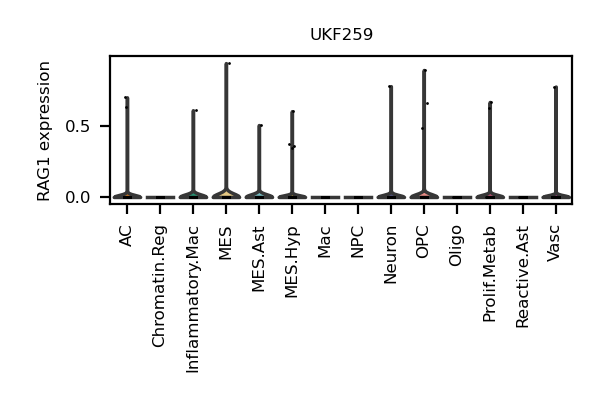 UKF259
RAG1 expression
0.5
0.0
AC
Chromatin.Reg
Inflammatory.Mac
MES
MES.Ast
MES.Hyp
Mac
NPC
Neuron
OPC
Oligo
Prolif.Metab
Reactive.Ast
Vasc